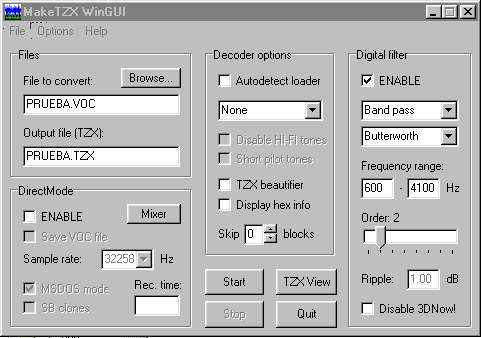 MakeTZX WinGUI
File Options Help
Files
File to convert:
Browse...
PRUEBA.VOC
Output file (TZX):
PRUEBA.TZX
DirectMode
ENABLE
Mixer
Save VOC file
Sample rate: 32258 Hz
MSDOS mode
Rec. time:
SB clones
Decoder options
Autodetect loader
None
Disable HI-FI tones
Short pilot tones
TZX beautifier
Display hex info
Skip 0 blocks
Start
TZX View
Stop
Quit
Digital filter
ENABLE
Band pass
Butterworth
Frequency range:
600 - 4100 Hz
Order: 2
Ripple: 1.00 dB
Disable 3DNow!